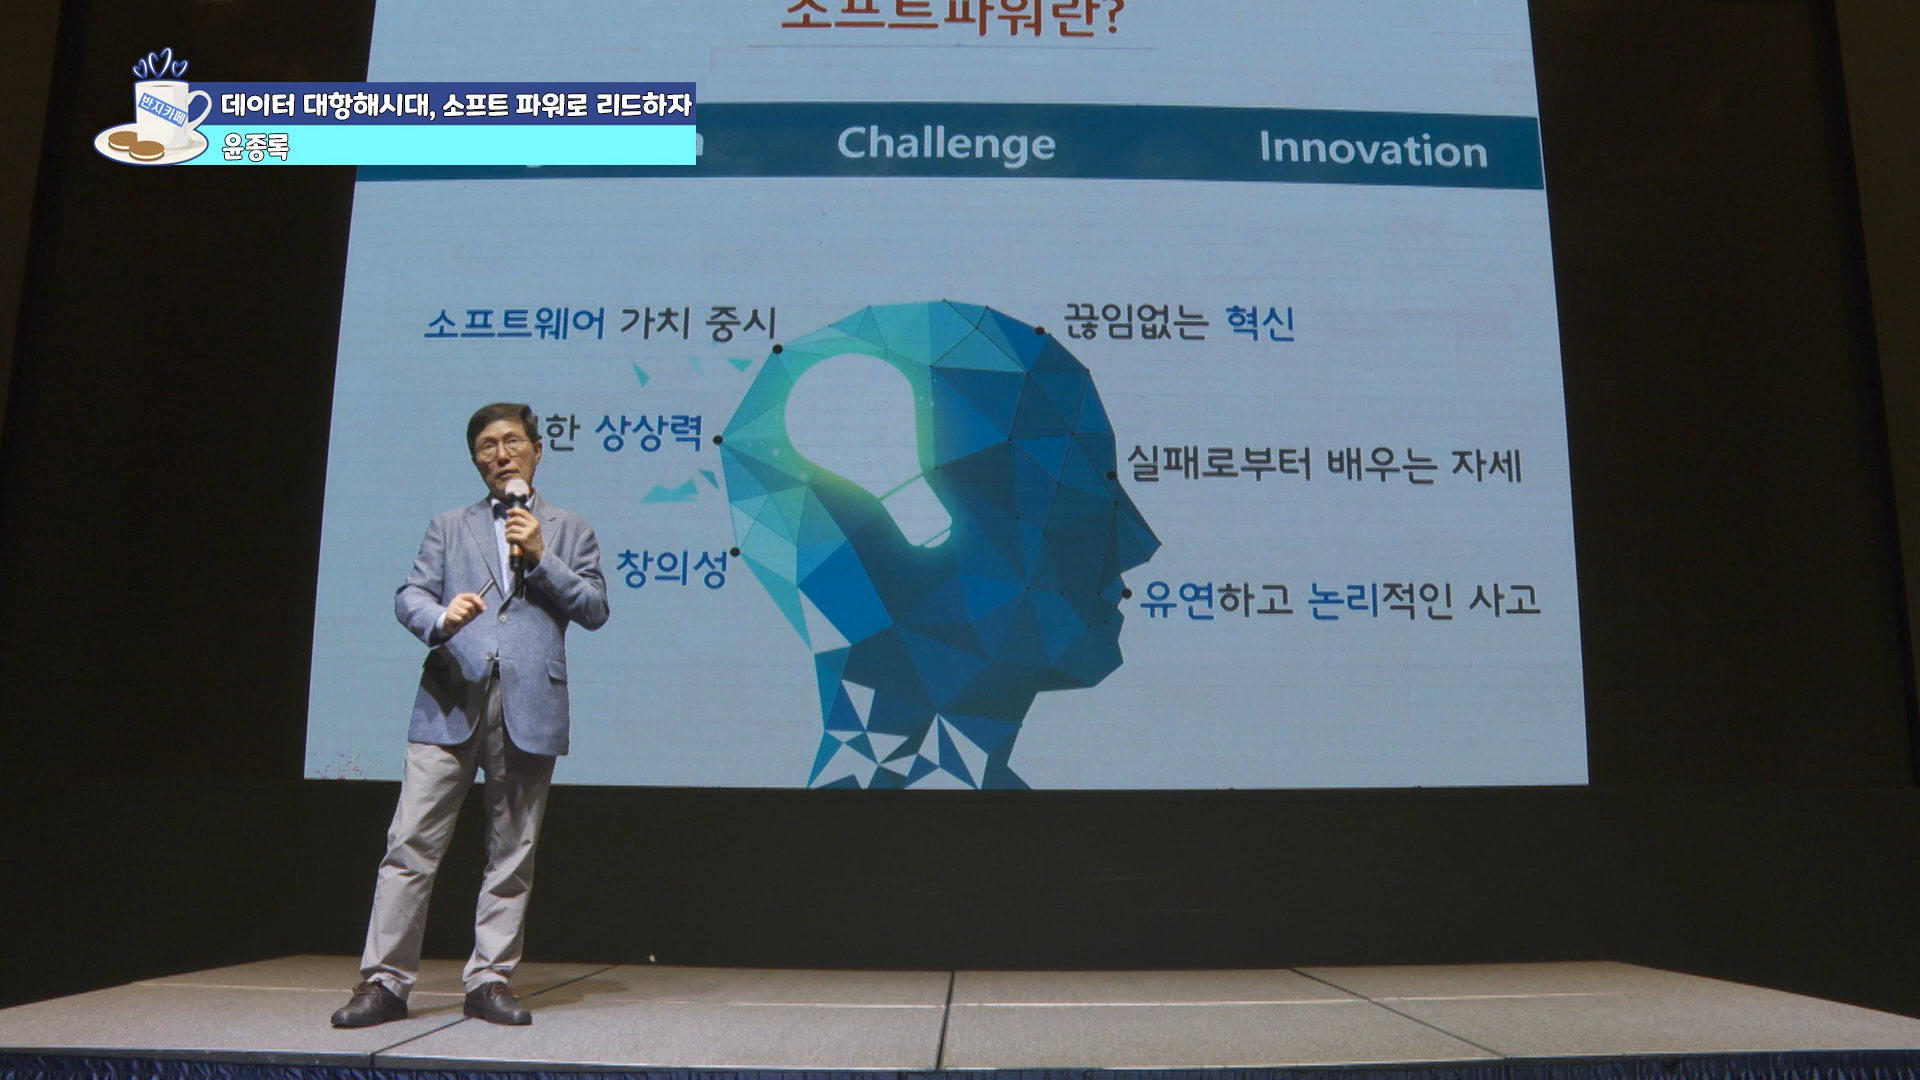 소프트파워란?
반지카페
데이터 대항해시대, 소프트 파워로 리드하자
윤종록
Challenge
Innovation
소프트웨어 가치 중시
끊임없는 혁신
상상력
실패로부터 배우는 자세
창의성
유연하고 논리적인 사고